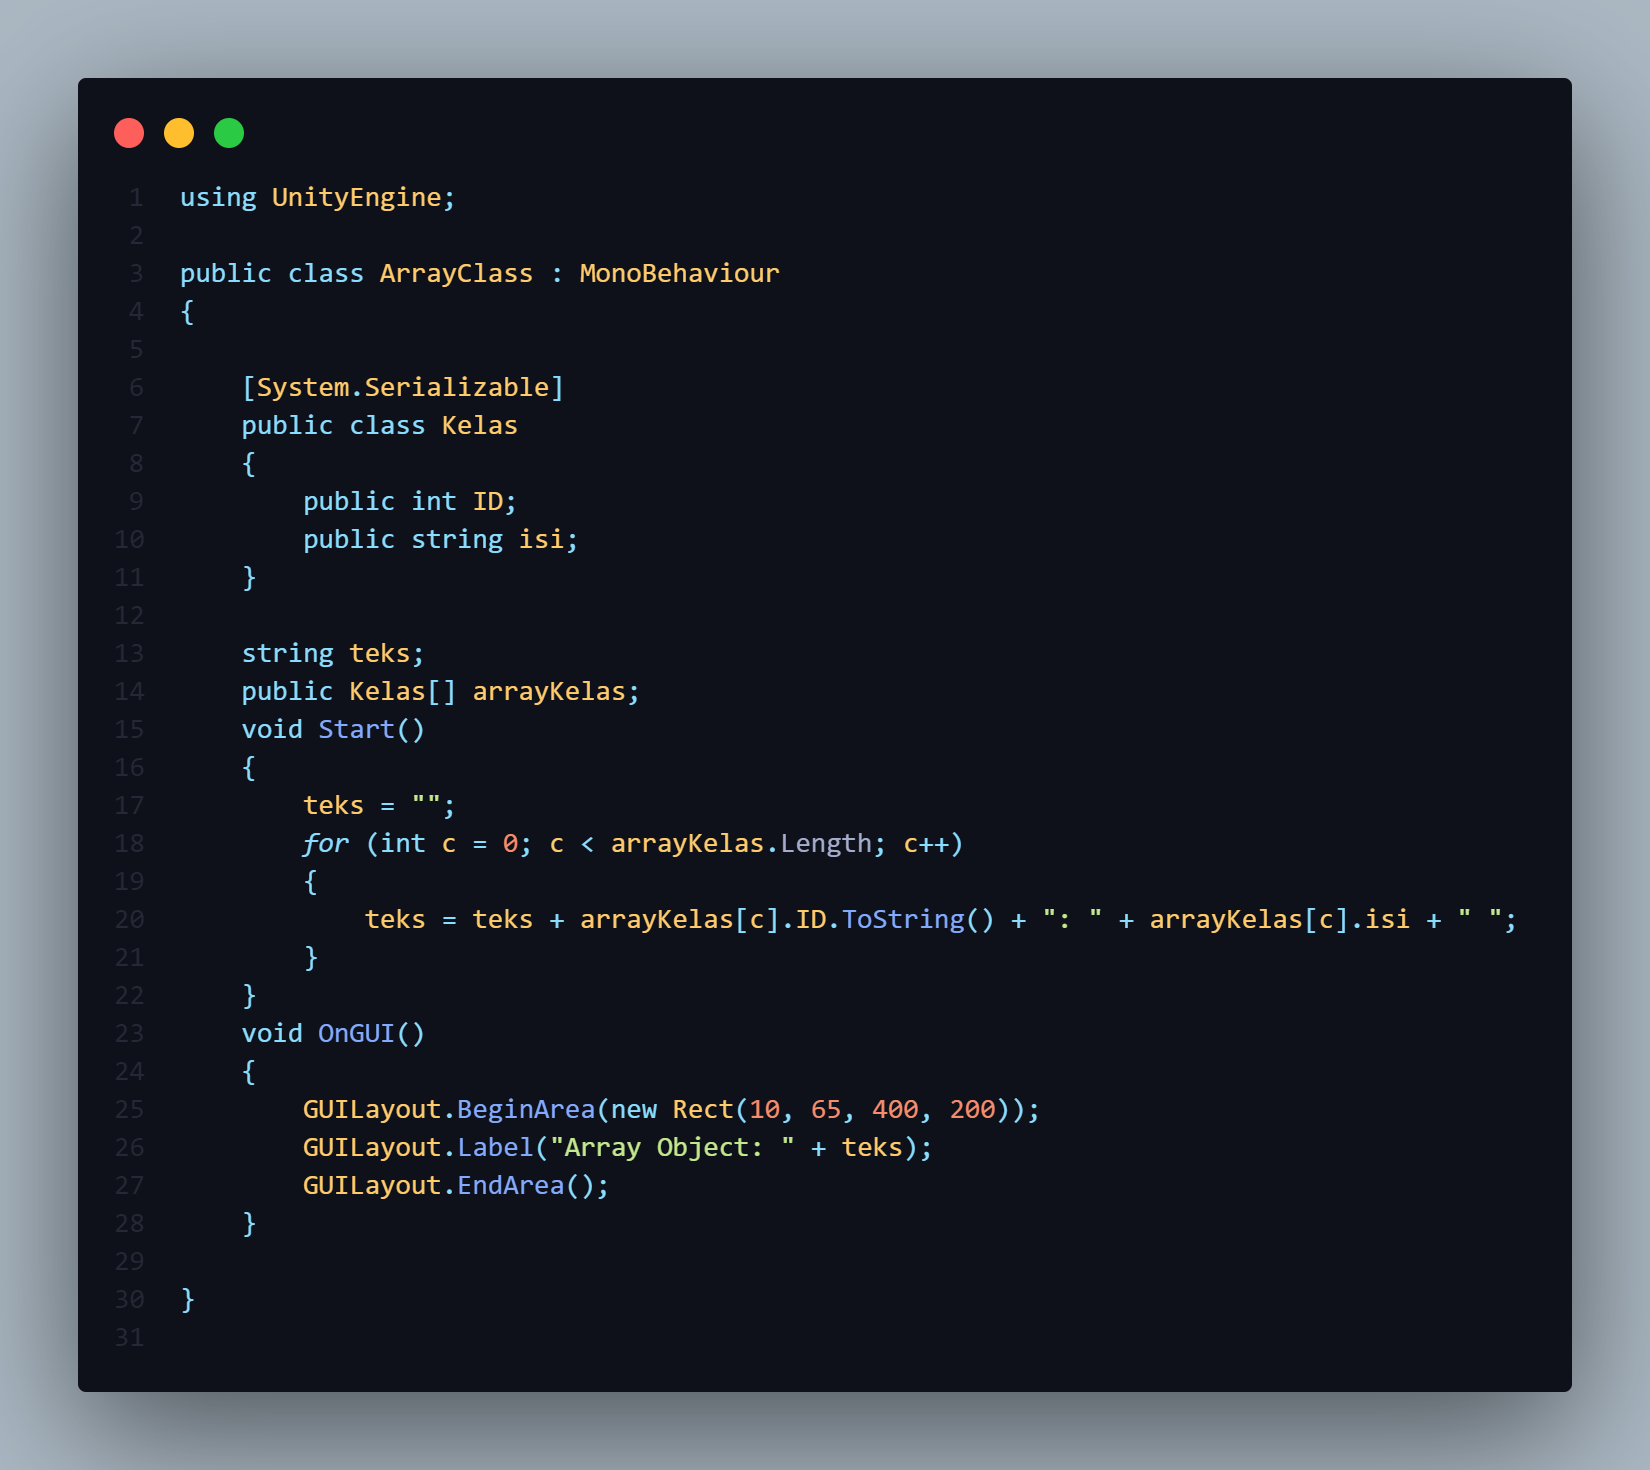 1 using UnityEngine;
2
3 public class ArrayClass : MonoBehaviour
4 {
5
6     [System.Serializable]
7     public class Kelas
8     {
9         public int ID;
10         public string isi;
11     }
12
13     string teks;
14     public Kelas[] arrayKelas;
15     void Start()
16     {
17         teks = "";
18         for (int c = 0; c < arrayKelas.Length; c++)
19         {
20             teks = teks + arrayKelas[c].ID.ToString() + ": " + arrayKelas[c].isi + " ";
21         }
22     }
23     void OnGUI()
24     {
25         GUILayout.BeginArea(new Rect(10, 65, 400, 200));
26         GUILayout.Label("Array Object: " + teks);
27         GUILayout.EndArea();
28     }
29
30 }
31